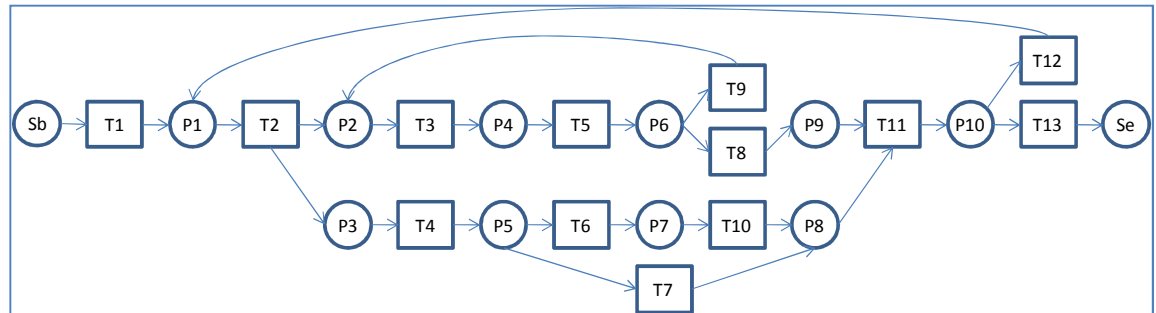 T12
T9
Sb T1 P1 T2 P2 T3 P4 T5 P6 P9 T11 P10 T13 Se
T8
P3 T4 P5 T6 P7 T10 P8
T7